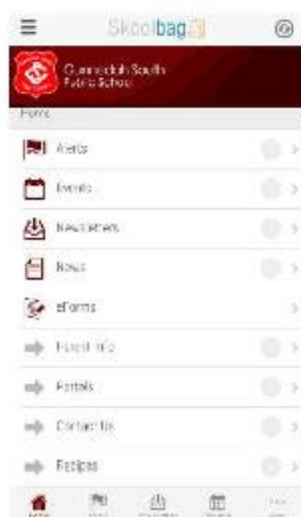 Skoolbag
Gunnedah South
Public School
Home
Alerts
Events
Newsletters
News
eForms
Parent Info
Portals
Contact Us
Recipes